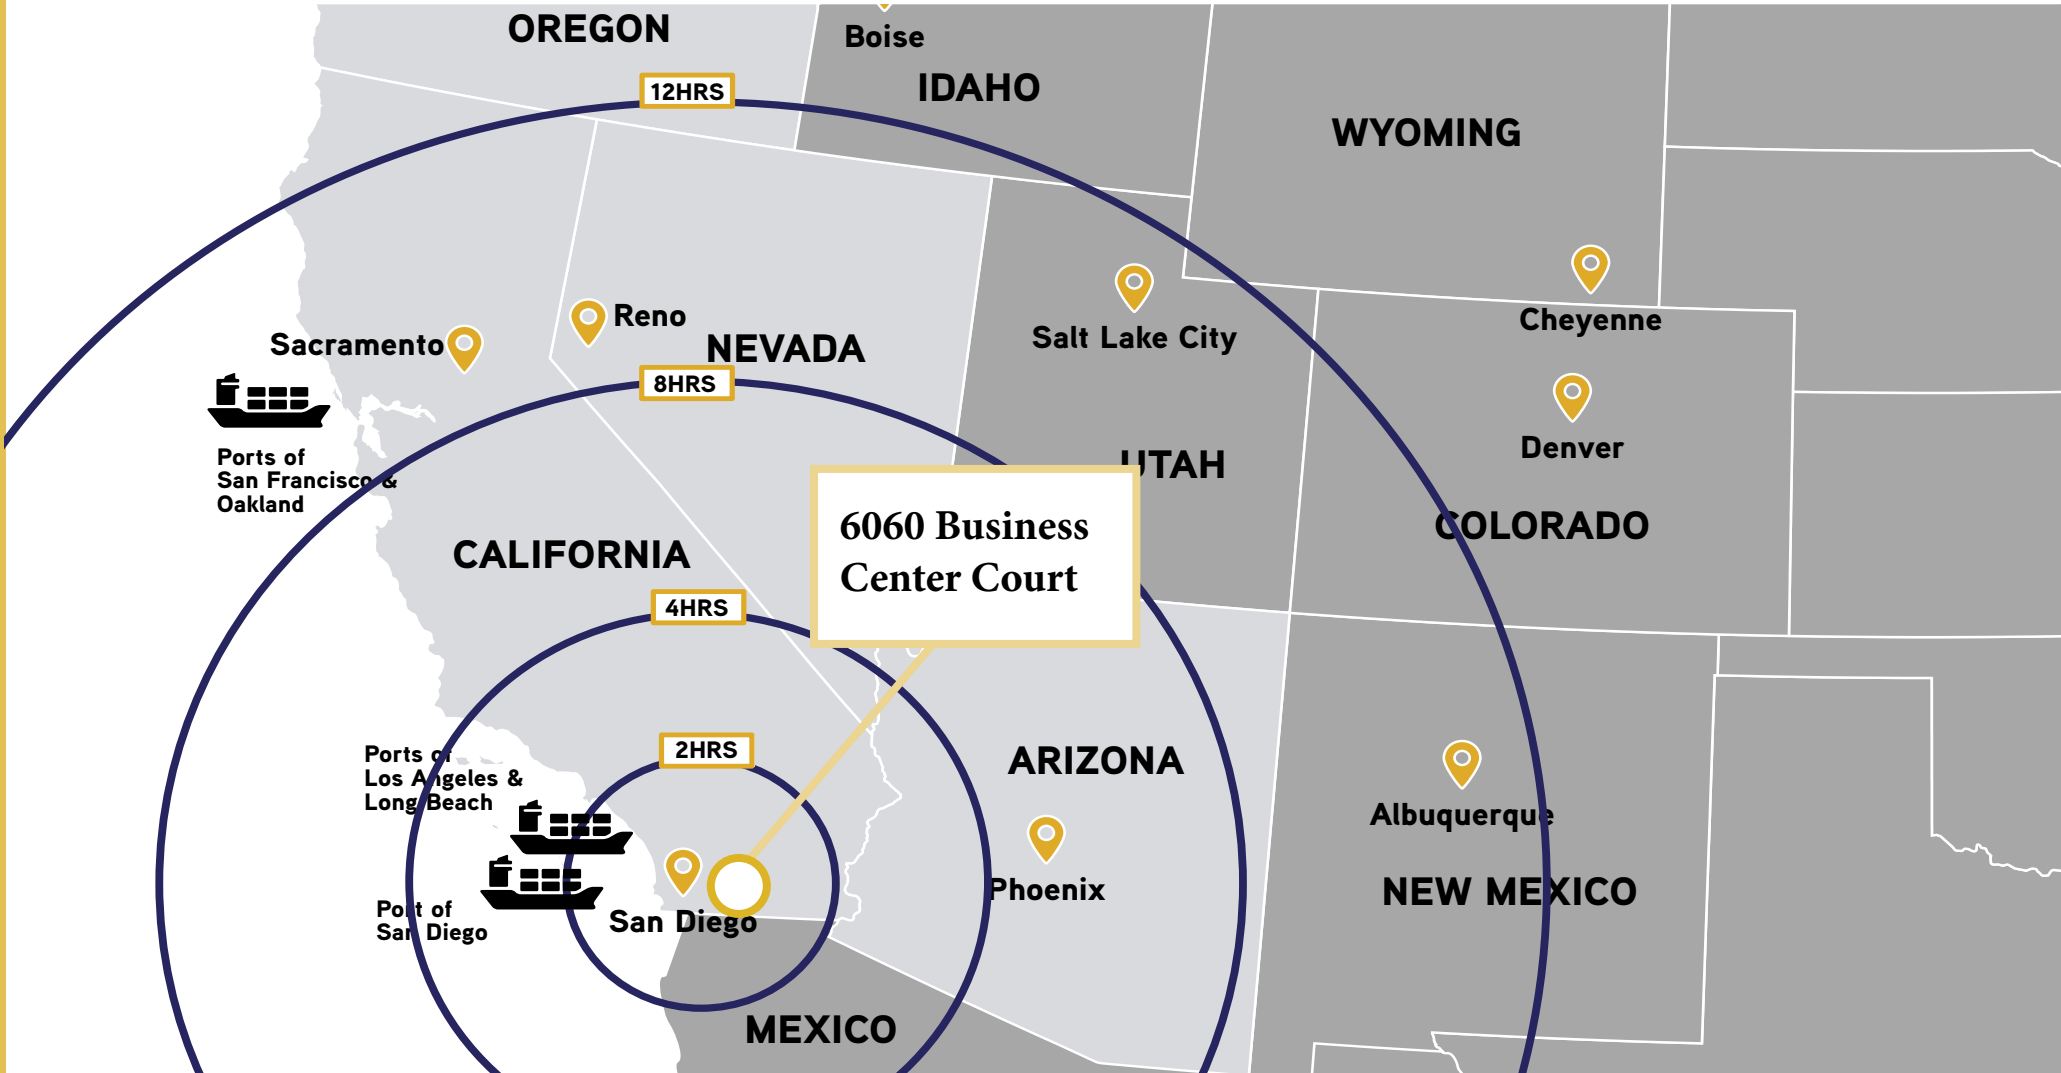 OREGON
Boise
IDAHO
12HRS
WYOMING
Reno
Sacramento
NEVADA
Salt Lake City
Cheyenne
8HRS
Denver
Ports of
San Francisco &
Oakland
UTAH
COLORADO
6060 Business
Center Court
CALIFORNIA
4HRS
2HRS
Ports of
Los Angeles &
Long Beach
ARIZONA
Albuquerque
Phoenix
NEW MEXICO
Port of
San Diego
San Diego
MEXICO